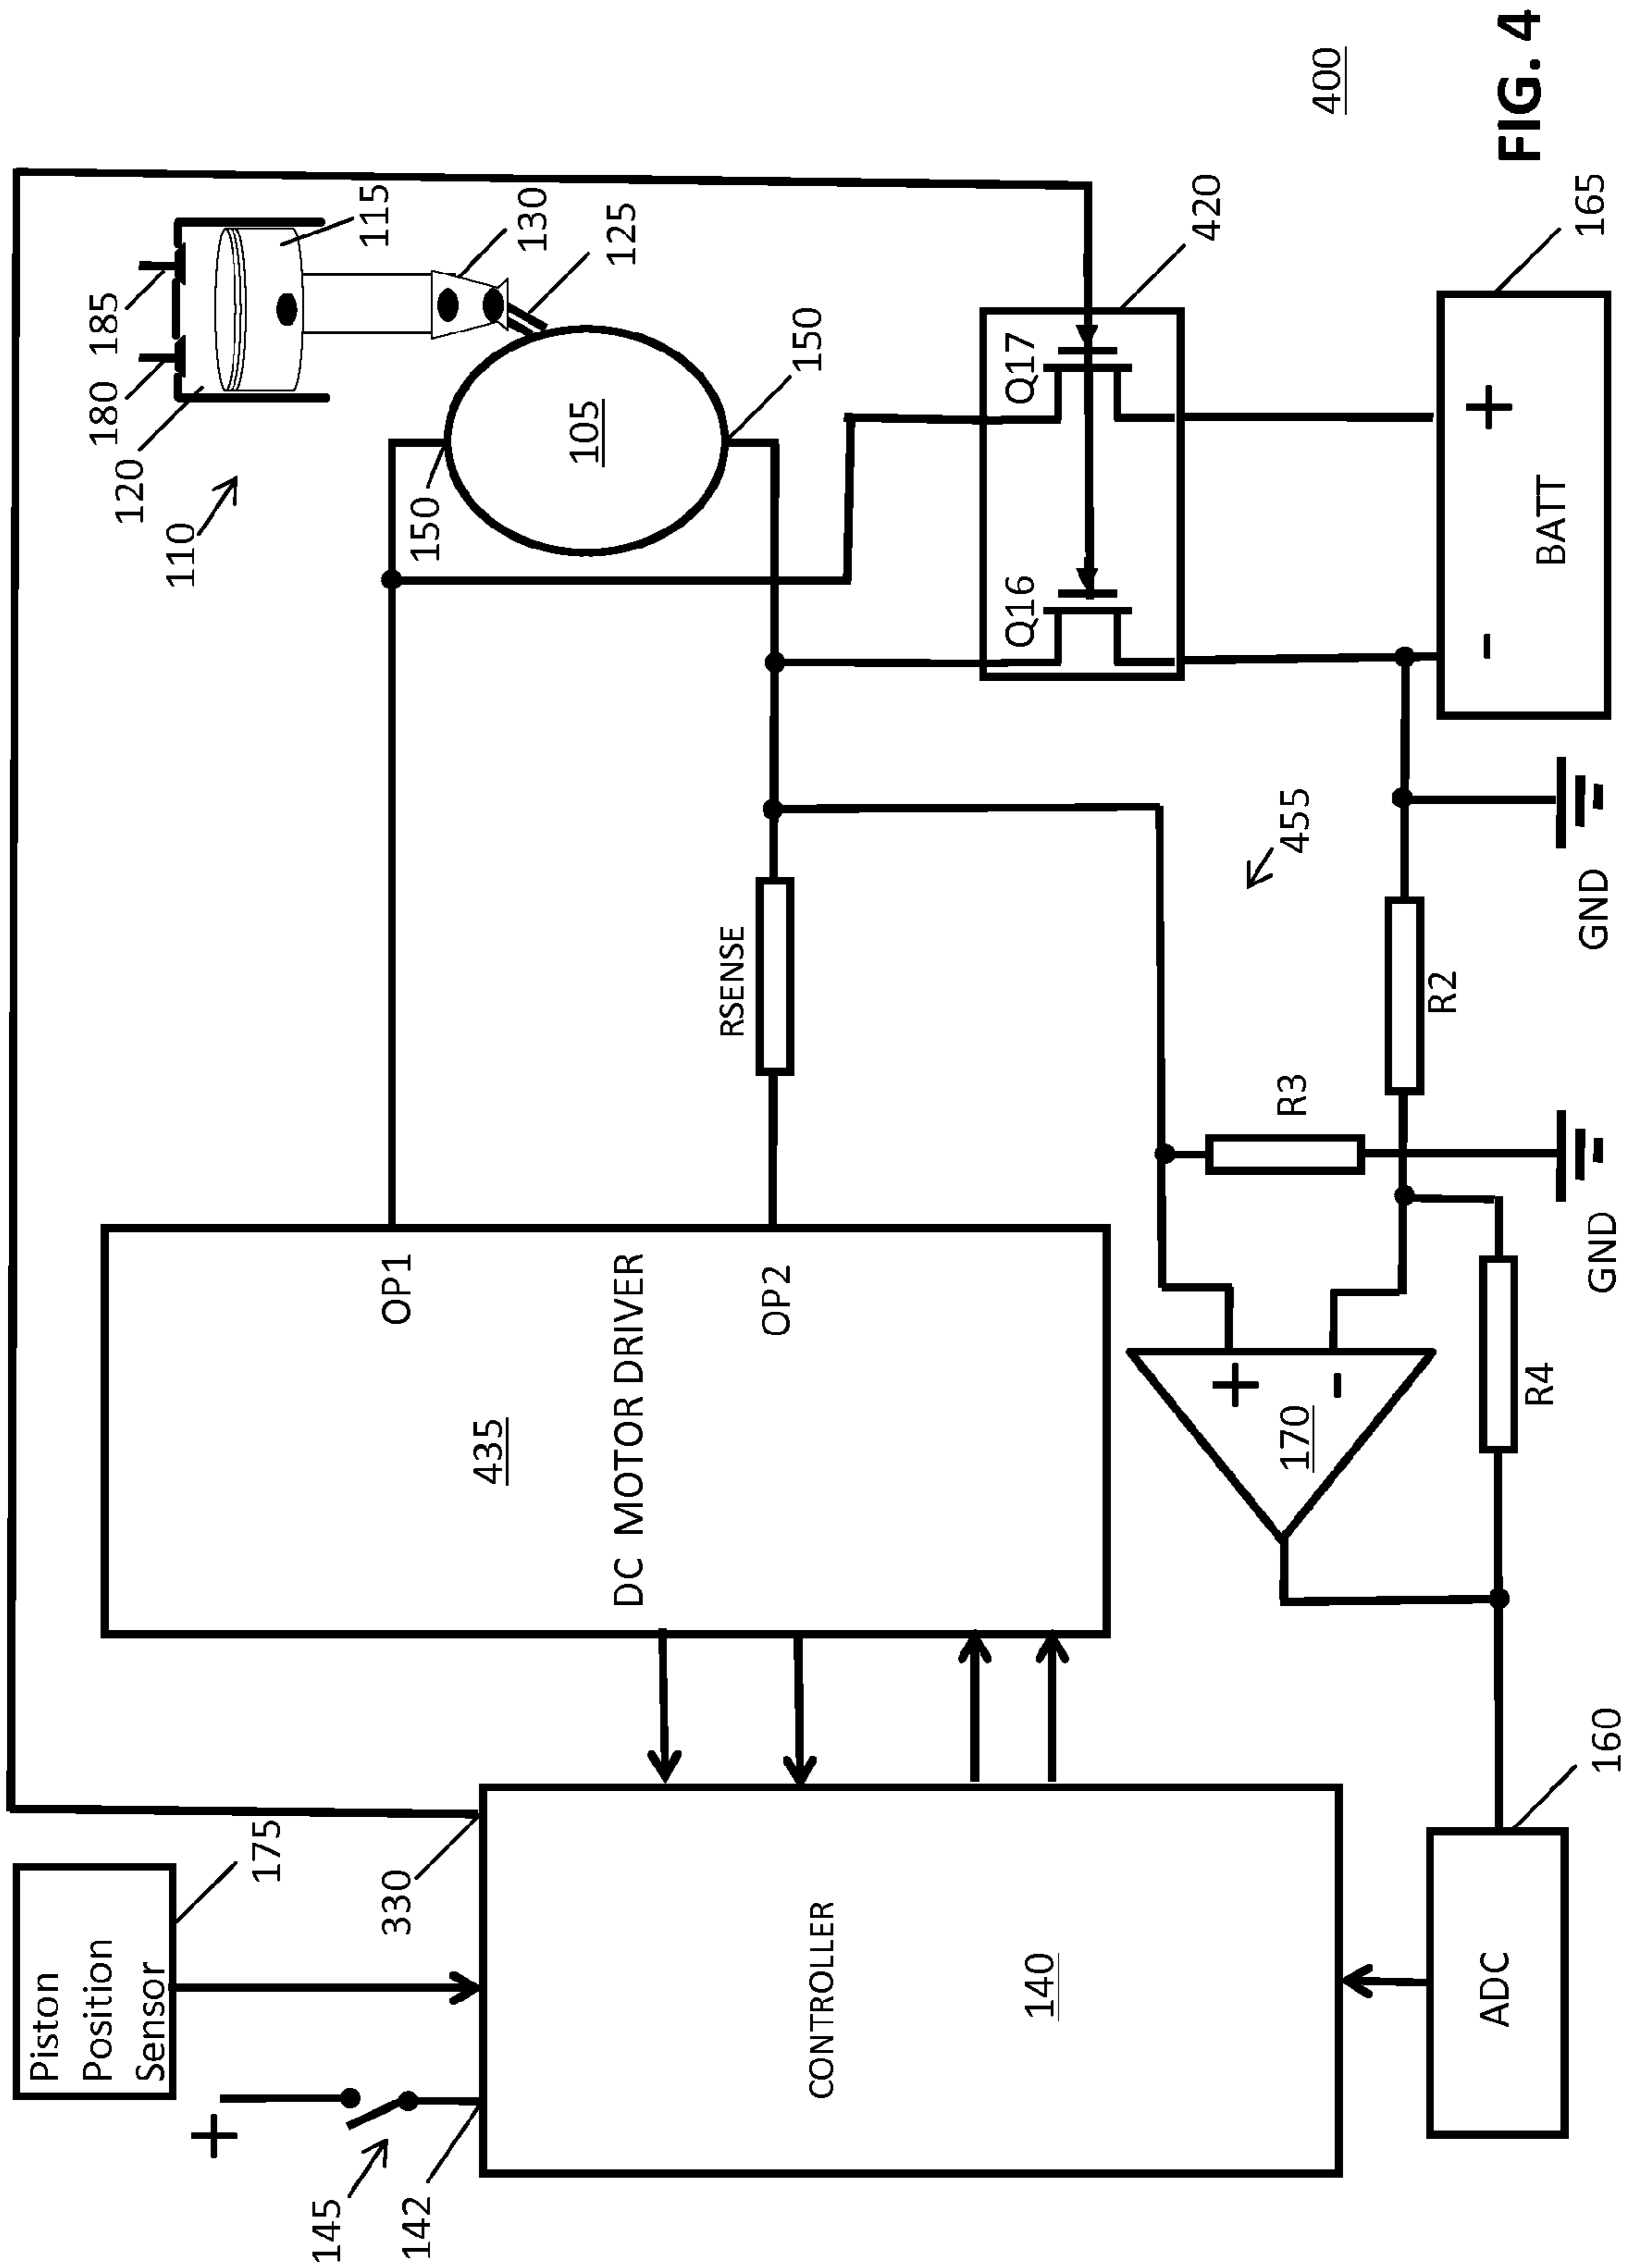 Piston
Position
Sensor
175
+
145
142
330
CONTROLLER
140
ADC
160
435
DC MOTOR DRIVER
OP1
OP2
RSENSE
+
-
170
R4
R3
GND
R2
GND
455
110
120
180
185
115
130
125
150
105
150
Q16
Q17
420
-
+
BATT
165
400
FIG. 4